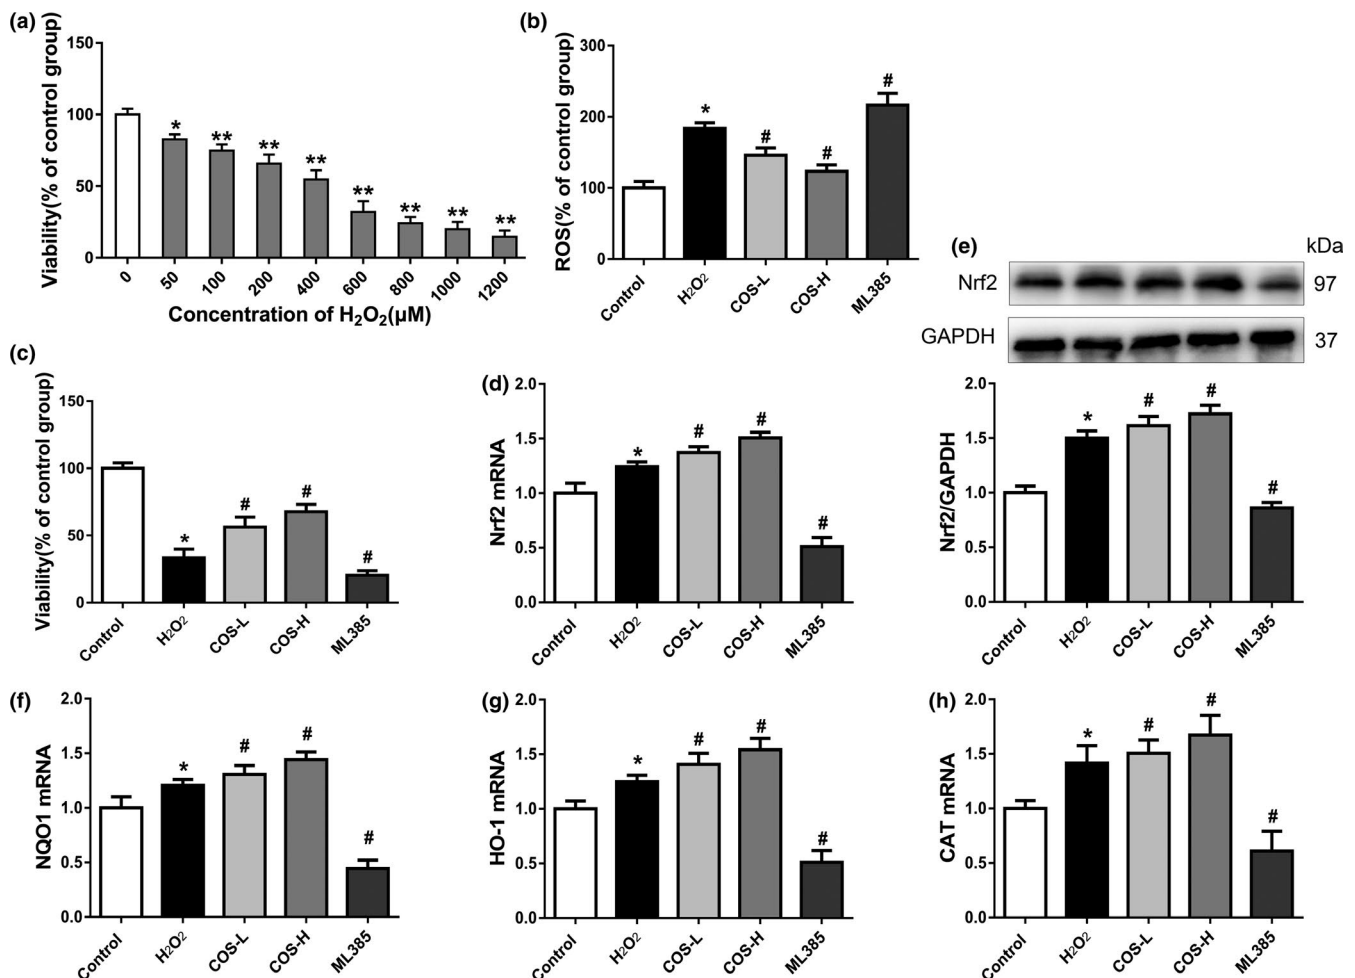 (a)
Viability(% of control group)
150
100
50
0
*
**
**
**
**
**
**
**
0
50
100
200
400
600
800
1000
1200
Concentration of H₂O₂(μM)
(b)
ROS(% of control group)
300
200
100
0
*
#
#
#
Control
H₂O₂
COS-L
COS-H
ML385
(e)
kDa
Nrf2
97
GAPDH
37
Nrf2/GAPDH
2.0
1.5
1.0
0.5
0.0
*
#
#
#
Control
H₂O₂
COS-L
COS-H
ML385
(c)
Viability(% of control group)
150
100
50
0
*
#
#
#
Control
H₂O₂
COS-L
COS-H
ML385
(d)
Nrf2 mRNA
2.0
1.5
1.0
0.5
0.0
*
#
#
#
Control
H₂O₂
COS-L
COS-H
ML385
(f)
NQO1 mRNA
2.0
1.5
1.0
0.5
0.0
*
#
#
#
Control
H₂O₂
COS-L
COS-H
ML385
(g)
HO-1 mRNA
2.0
1.5
1.0
0.5
0.0
*
#
#
#
Control
H₂O₂
COS-L
COS-H
ML385
(h)
CAT mRNA
2.0
1.5
1.0
0.5
0.0
*
#
#
#
Control
H₂O₂
COS-L
COS-H
ML385